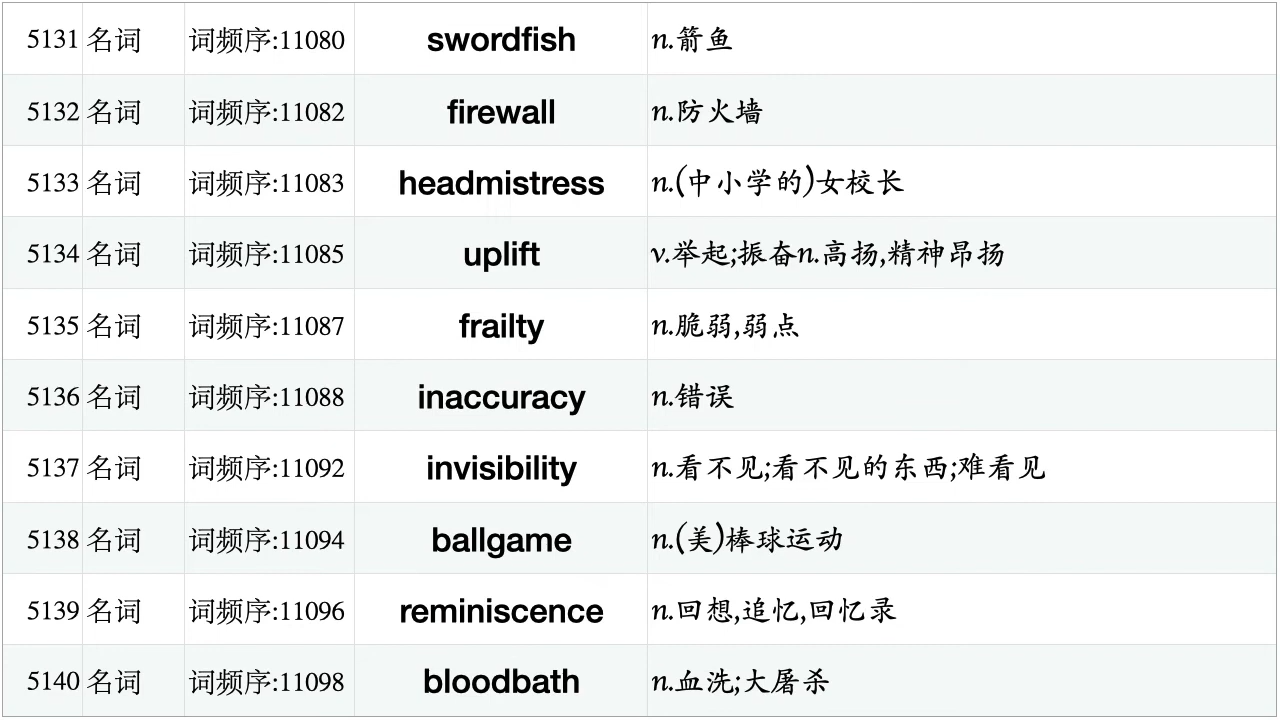 5131 名词 词频序:11080 swordfish n.箭鱼
5132 名词 词频序:11082 firewall n.防火墙
5133 名词 词频序:11083 headmistress n.(中小学的)女校长
5134 名词 词频序:11085 uplift v.举起;振奋n.高扬,精神昂扬
5135 名词 词频序:11087 frailty n.脆弱,弱点
5136 名词 词频序:11088 inaccuracy n.错误
5137 名词 词频序:11092 invisibility n.看不见;看不见的东西;难看见
5138 名词 词频序:11094 ballgame n.(美)棒球运动
5139 名词 词频序:11096 reminiscence n.回想,追忆,回忆录
5140 名词 词频序:11098 bloodbath n.血洗;大屠杀